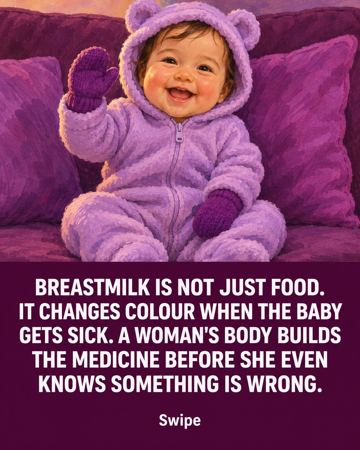 BREASTMILK IS NOT JUST FOOD.
IT CHANGES COLOUR WHEN THE BABY
GETS SICK. A WOMAN'S BODY BUILDS
THE MEDICINE BEFORE SHE EVEN
KNOWS SOMETHING IS WRONG.
Swipe